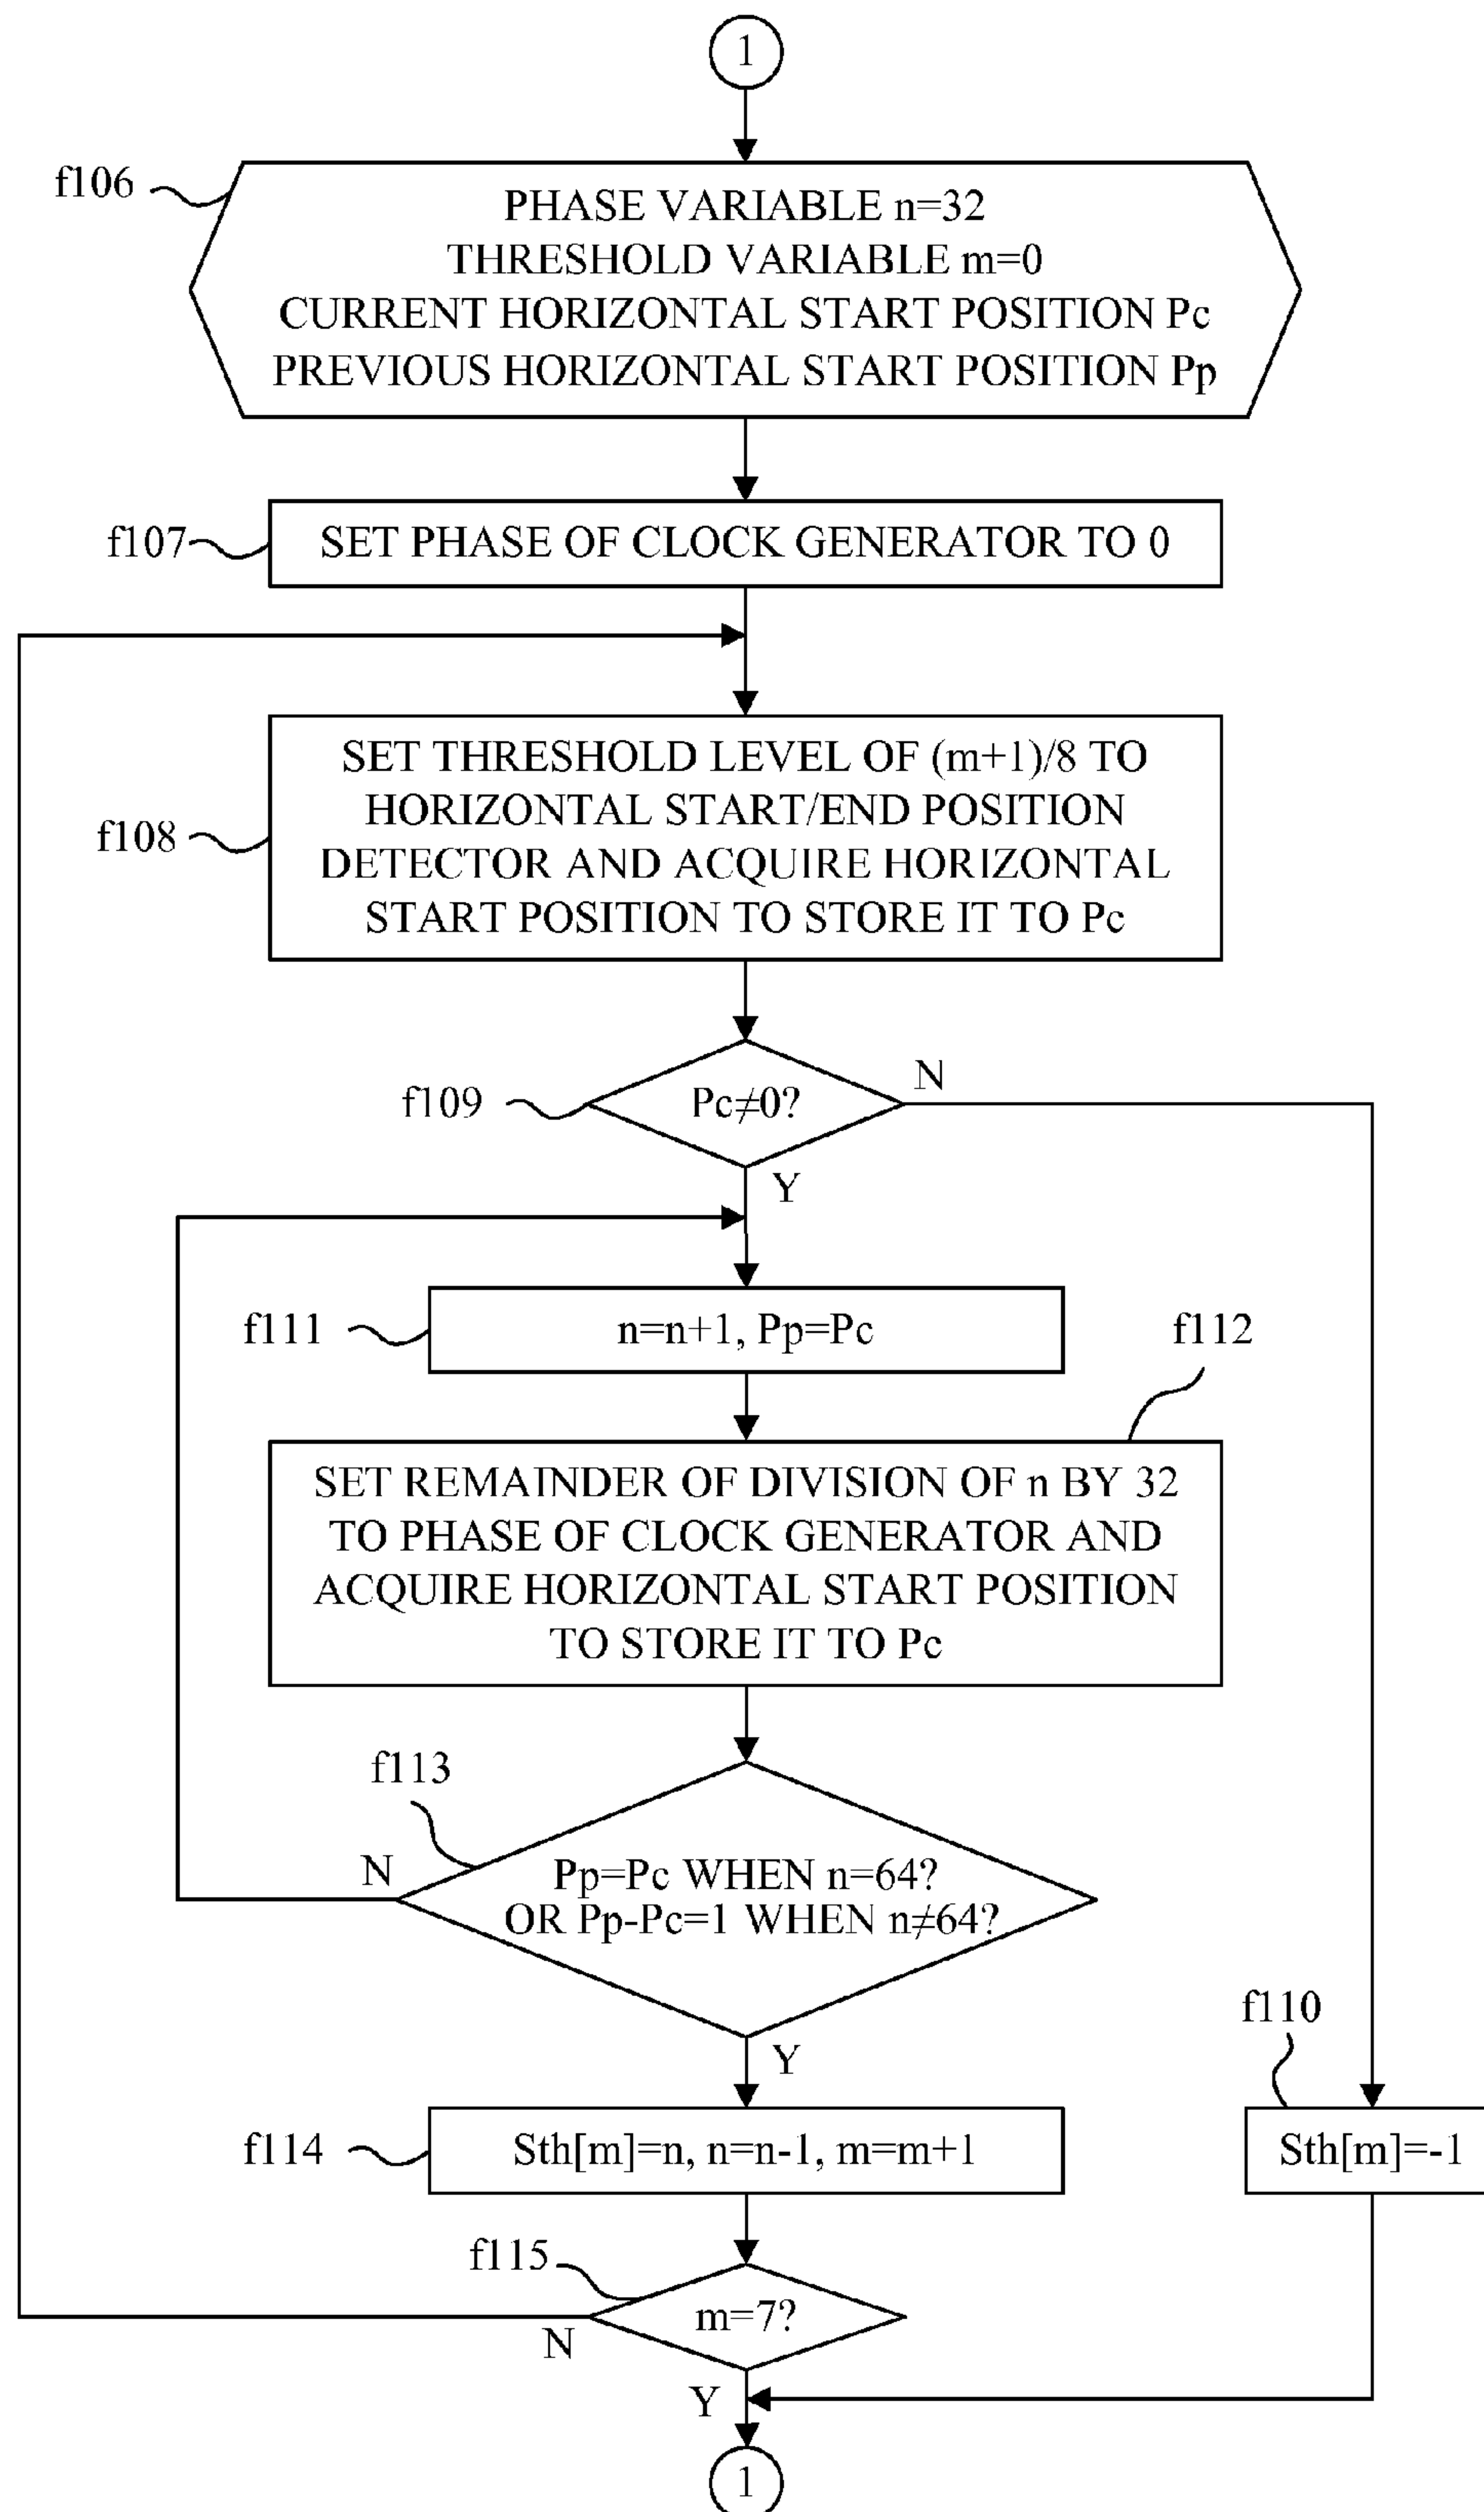 1
f106
PHASE VARIABLE n=32
THRESHOLD VARIABLE m=0
CURRENT HORIZONTAL START POSITION Pc
PREVIOUS HORIZONTAL START POSITION Pp
f107
SET PHASE OF CLOCK GENERATOR TO 0
f108
SET THRESHOLD LEVEL OF (m+1)/8 TO
HORIZONTAL START/END POSITION
DETECTOR AND ACQUIRE HORIZONTAL
START POSITION TO STORE IT TO Pc
f109
Pc≠0?
N
Y
f111
n=n+1, Pp=Pc
f112
SET REMAINDER OF DIVISION OF n BY 32
TO PHASE OF CLOCK GENERATOR AND
ACQUIRE HORIZONTAL START POSITION
TO STORE IT TO Pc
f113
N
Pp=Pc WHEN n=64?
OR Pp-Pc=1 WHEN n≠64?
Y
f110
f114
Sth[m]=n, n=n-1, m=m+1
Sth[m]=-1
f115
m=7?
N
Y
1